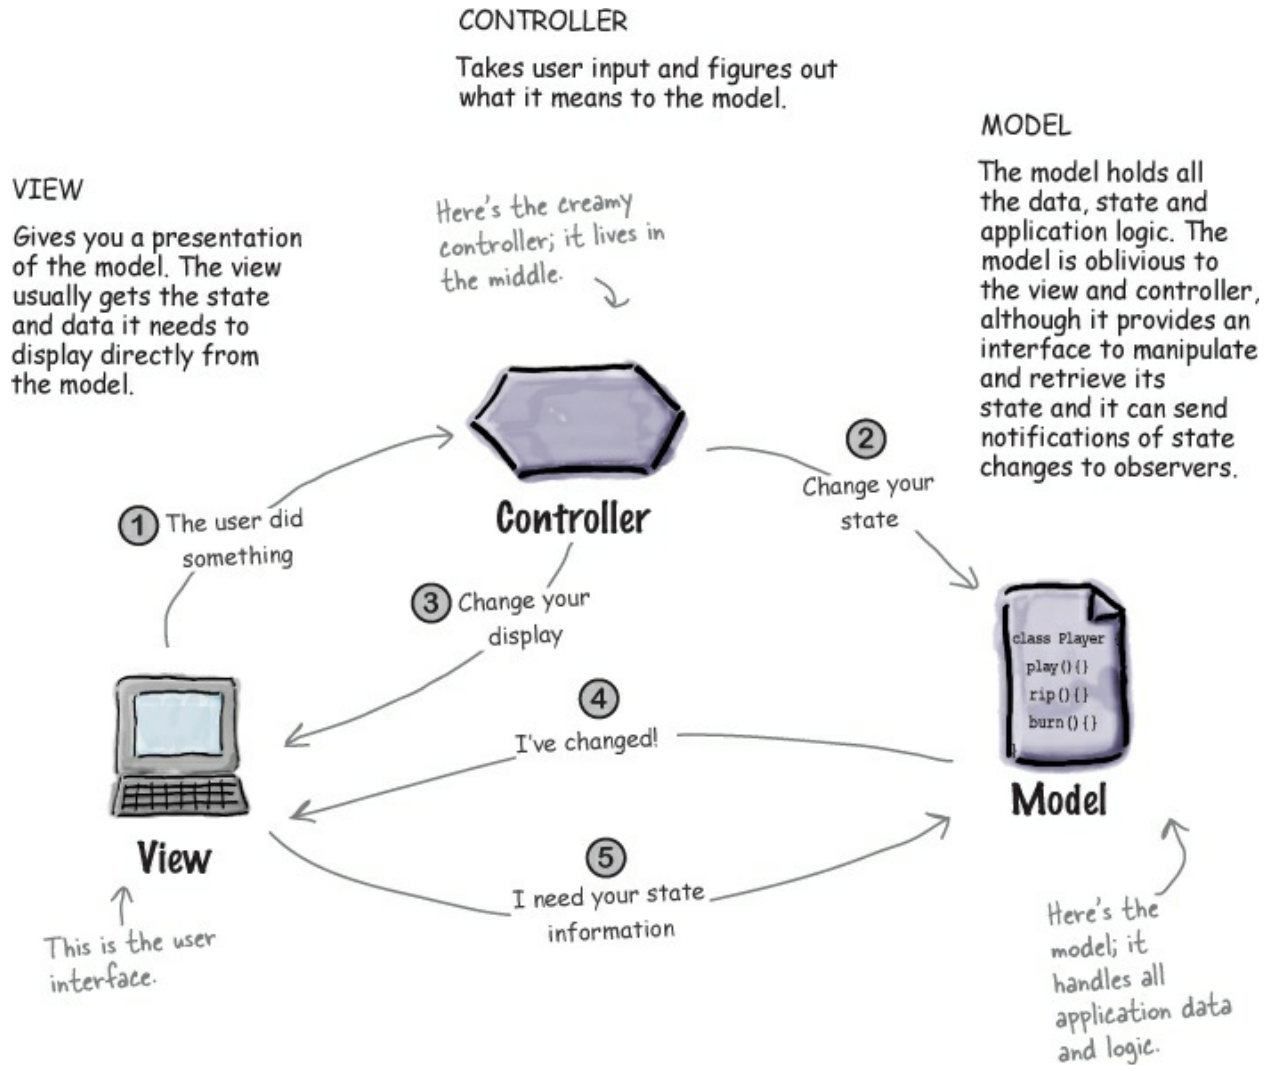 CONTROLLER
Takes user input and figures out
what it means to the model.
MODEL
The model holds all
the data, state and
application logic. The
model is oblivious to
the view and controller,
although it provides an
interface to manipulate
and retrieve its
state and it can send
notifications of state
changes to observers.
VIEW
Gives you a presentation
of the model. The view
usually gets the state
and data it needs to
display directly from
the model.
Here's the creamy
controller; it lives in
the middle.
Controller
1 The user did
something
2
Change your
state
3 Change your
display
4
I've changed!
5
I need your state
information
class Player {
play(){}
rip(){}
burn(){}
}
Model
View
This is the user
interface.
Here's the
model; it
handles all
application data
and logic.